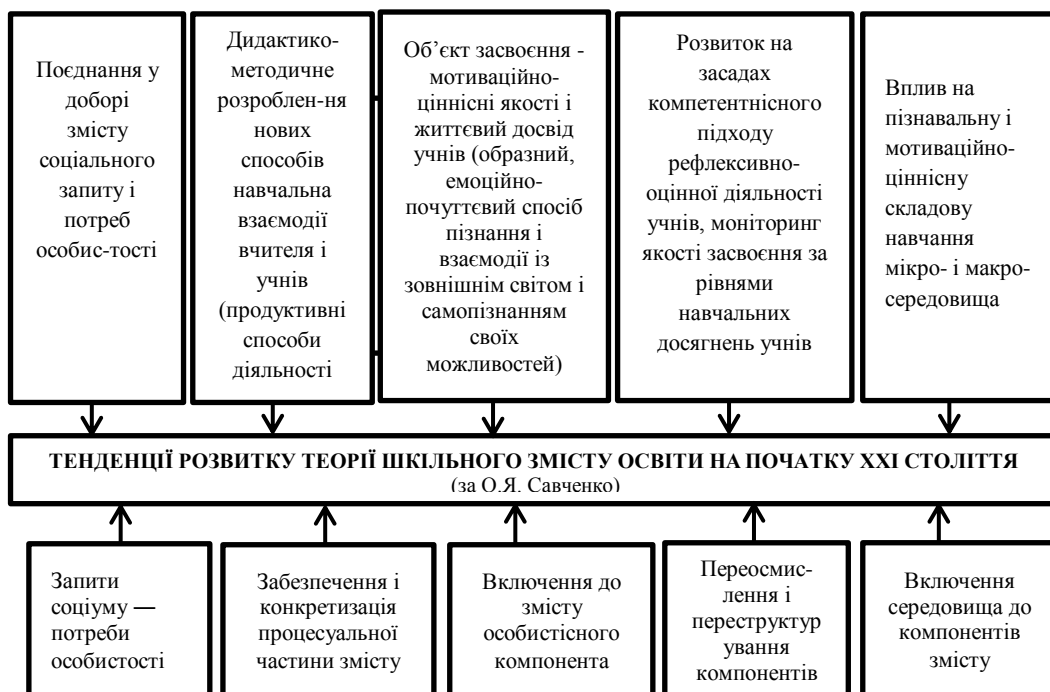 Поєднання у
доборі
змісту
соціального
запиту і
потреб
особис-тості
Дидактико-
методичне
розроблен-ня
нових
способів
навчальна
взаємодії
вчителя і
учнів
(продуктивні
способи
діяльності
Об’єкт засвоєння -
мотиваційно-
ціннісні якості і
життєвий досвід
учнів (образний,
емоційно-
почуттєвий спосіб
пізнання і
взаємодії із
зовнішнім світом і
самопізнанням
своїх
можливостей)
Розвиток на
засадах
компетентнісного
підходу
рефлексивно-
оцінної діяльності
учнів, моніторинг
якості засвоєння за
рівнями
навчальних
досягнень учнів
Вплив на
пізнавальну і
мотиваційно-
ціннісну
складову
навчання
мікро- і макро-
середовища
ТЕНДЕНЦІЇ РОЗВИТКУ ТЕОРІЇ ШКІЛЬНОГО ЗМІСТУ ОСВІТИ НА ПОЧАТКУ ХХІ СТОЛІТТЯ
(за О.Я. Савченко)
Запити
соціуму —
потреби
особистості
Забезпечення і
конкретизація
процесуальної
частини змісту
Включення до
змісту
особистісного
компонента
Переосмис-
лення і
переструктур
ування
компонентів
Включення
середовища до
компонентів
змісту